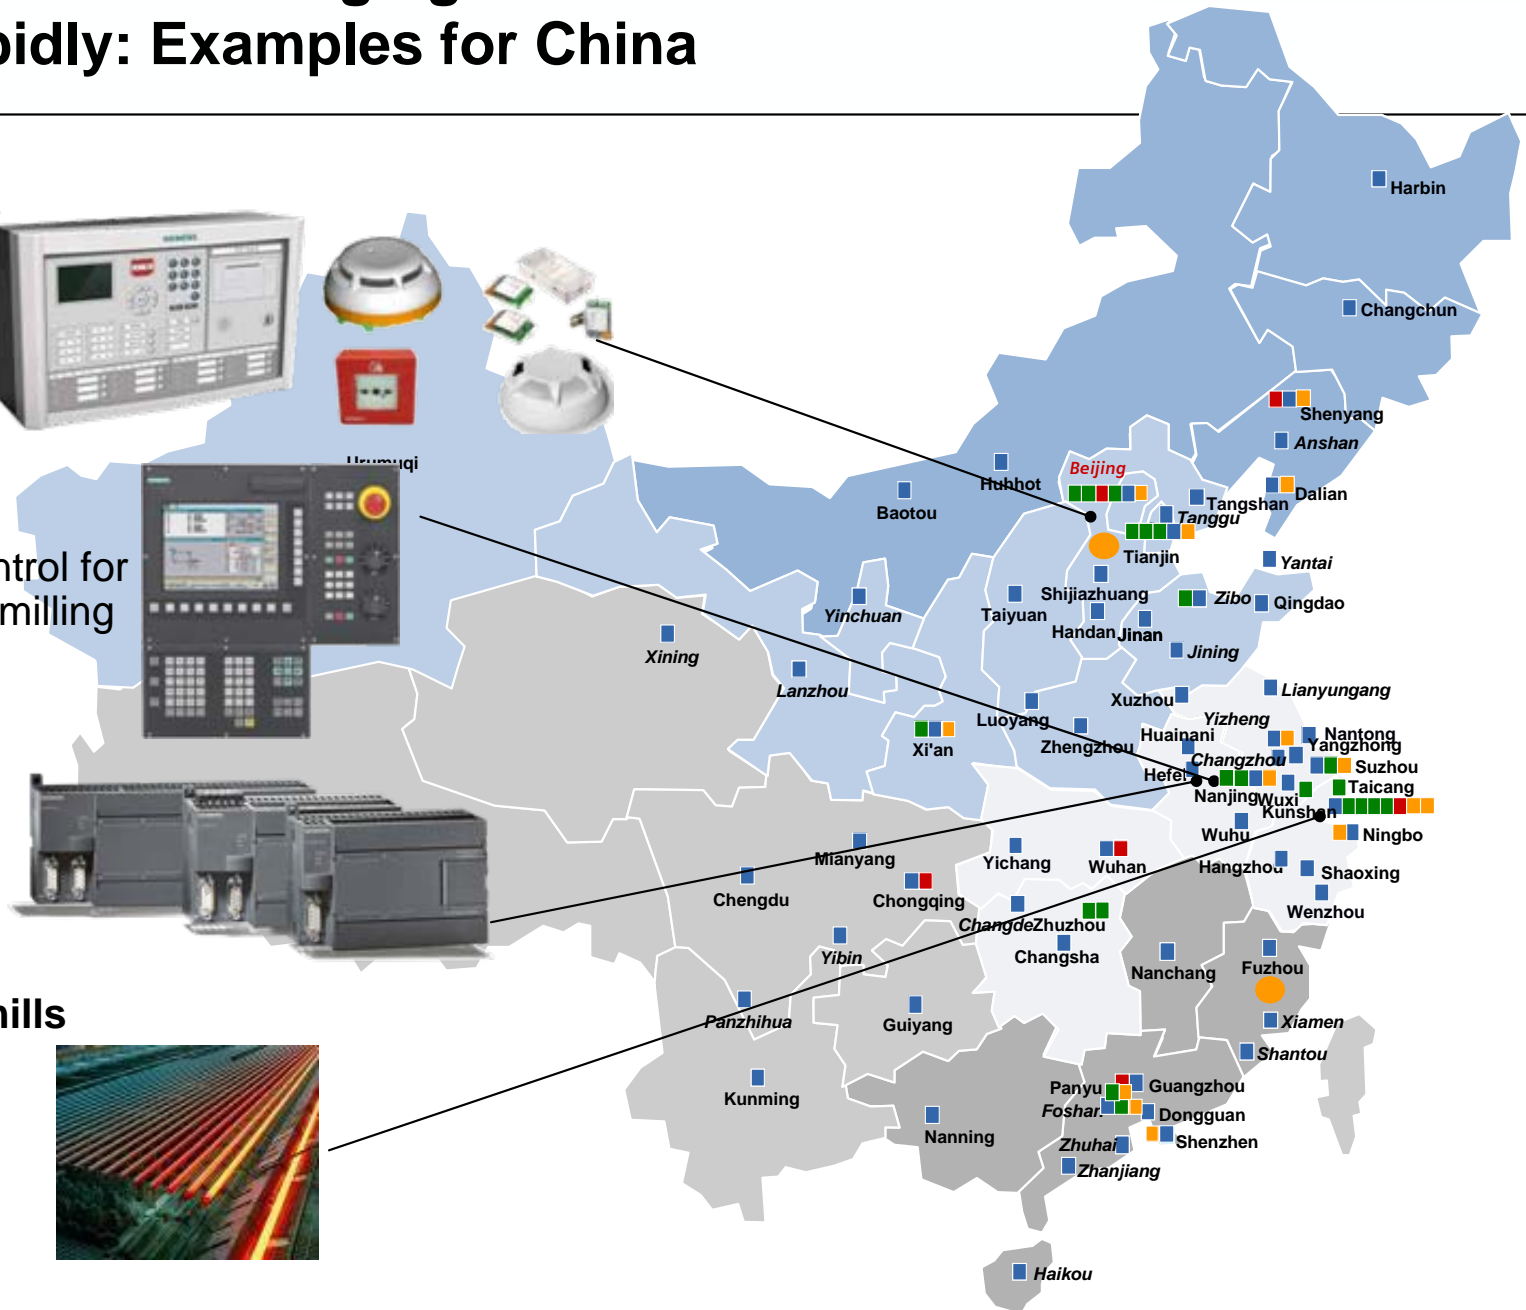 pidly: Examples for China
SIEMENS
Harbin
Changchun
Shenyang
Anshan
Urumuqi
Beijing
Huhhot
Dalian
Tangshan
Baotou
Tanggu
ntrol for
Tianjin
Yantai
milling
Shijiazhuang
Zibo
Qingdao
Yinchuan
Taiyuan
Handan
Jinan
Xining
Jining
Lanzhou
Lianyungang
Xuzhou
Luoyang
Yizheng
Huainani
Nantong
Xi'an
Zhengzhou
Yangzhong
Changzhou
Suzhou
Hefei
Taicang
Nanjing
Wuxi
Kunshan
Wuhu
Ningbo
Mianyang
Yichang
Wuhan
Hangzhou
Shaoxing
Chengdu
Chongqing
Wenzhou
Changde
Zhuzhou
Yibin
Changsha
Nanchang
Fuzhou
nills
Panzhihua
Guiyang
Xiamen
Shantou
Kunming
Panyu
Guangzhou
Foshan
Dongguan
Nanning
Zhuhai
Shenzhen
Zhanjiang
Haikou